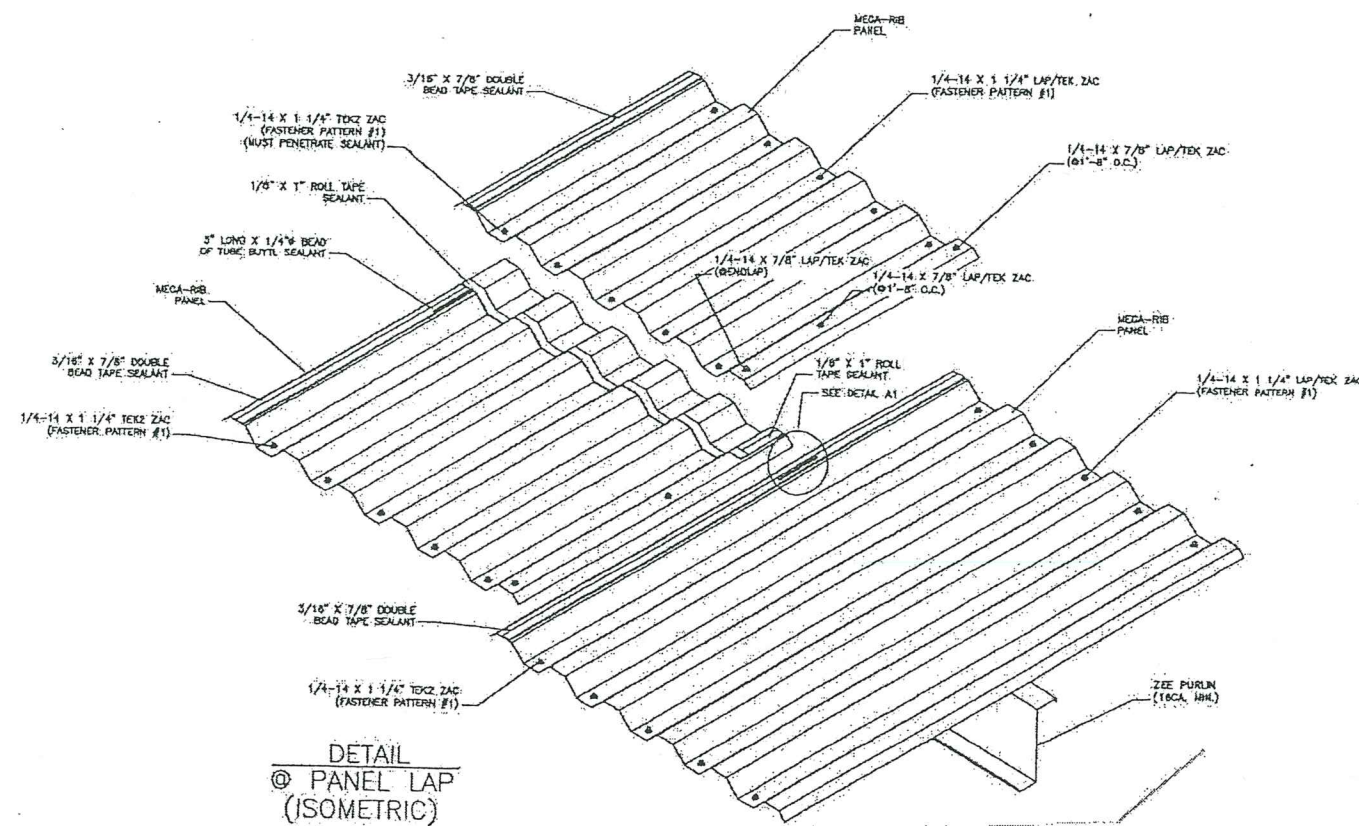 MEGA-RIB
PANEL
3/16" X 7/8" DOUBLE
BEAD TAPE SEALANT
1/4-14 X 1 1/4" LAP/TEK ZAC
(FASTENER PATTERN #1)
1/4-14 X 1 1/4" TEK2 ZAC
(FASTENER PATTERN #1)
(MUST PENETRATE SEALANT)
1/4-14 X 7/8" LAP/TEK ZAC
(@1'-8" O.C.)
1/8" X 1" ROLL TAPE
SEALANT
3" LONG X 1/4"ø BEAD
OF TUBE BUTYL SEALANT
1/4-14 X 7/8" LAP/TEK ZAC
(@ENDLAP)
1/4-14 X 7/8" LAP/TEK ZAC
(@1'-8" O.C.)
MEGA-RIB
PANEL
MEGA-RIB
PANEL
3/16" X 7/8" DOUBLE
BEAD TAPE SEALANT
1/8" X 1" ROLL
TAPE SEALANT
SEE DETAIL A1
1/4-14 X 1 1/4" LAP/TEK ZAC
(FASTENER PATTERN #1)
1/4-14 X 1 1/4" TEK2 ZAC
(FASTENER PATTERN #1)
3/16" X 7/8" DOUBLE
BEAD TAPE SEALANT
1/4-14 X 1 1/4" TEK2 ZAC
(FASTENER PATTERN #1)
ZEE PURLIN
(16GA. MIN.)
DETAIL
@ PANEL LAP
(ISOMETRIC)